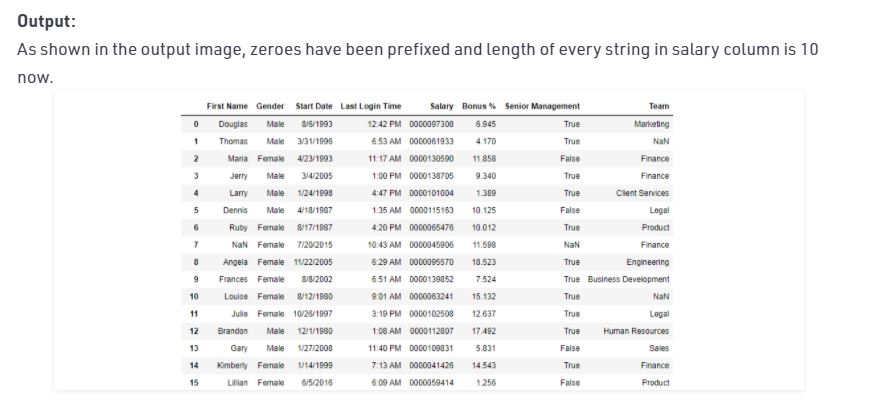 Output:
As shown in the output image, zeroes have been prefixed and length of every string in salary column is 10
now.
First Name Gender Start Date Last Login Time Salary Bonus % Senior Management Team
0 Douglas Male 8/6/1993 12:42 PM 0000097308 6.945 True Marketing
1 Thomas Male 3/31/1996 6:53 AM 0000061933 4.170 True NaN
2 Maria Female 4/23/1993 11:17 AM 0000130590 11.858 False Finance
3 Jerry Male 3/4/2005 1:00 PM 0000138705 9.340 True Finance
4 Larry Male 1/24/1998 4:47 PM 0000101004 1.389 True Client Services
5 Dennis Male 4/18/1987 1:35 AM 0000115163 10.125 False Legal
6 Ruby Female 8/17/1987 4:20 PM 0000065476 10.012 True Product
7 NaN Female 7/20/2015 10:43 AM 0000045906 11.598 NaN Finance
8 Angela Female 11/22/2005 6:29 AM 0000095570 18.523 True Engineering
9 Frances Female 8/8/2002 6:51 AM 0000139852 7.524 True Business Development
10 Louise Female 8/12/1980 9:01 AM 0000063241 15.132 True NaN
11 Julie Female 10/26/1997 3:19 PM 0000102508 12.637 True Legal
12 Brandon Male 12/1/1980 1:08 AM 0000112807 17.492 True Human Resources
13 Gary Male 1/27/2008 11:40 PM 0000109831 5.831 False Sales
14 Kimberly Female 1/14/1999 7:13 AM 0000041426 14.543 True Finance
15 Lillian Female 6/5/2016 6:09 AM 0000059414 1.256 False Product